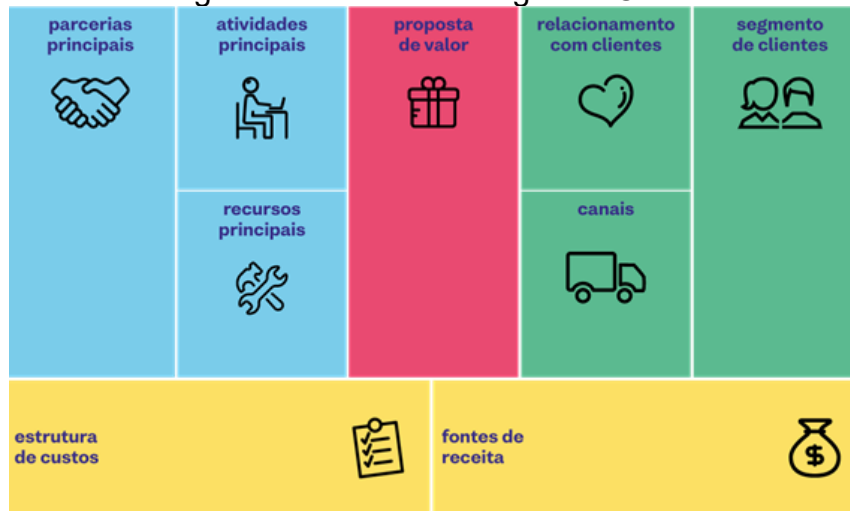 parcerias
principais
atividades
principais
proposta
de valor
relacionamento
com clientes
segmento
de clientes
recursos
principais
canais
estrutura
de custos
fontes de
receita
$